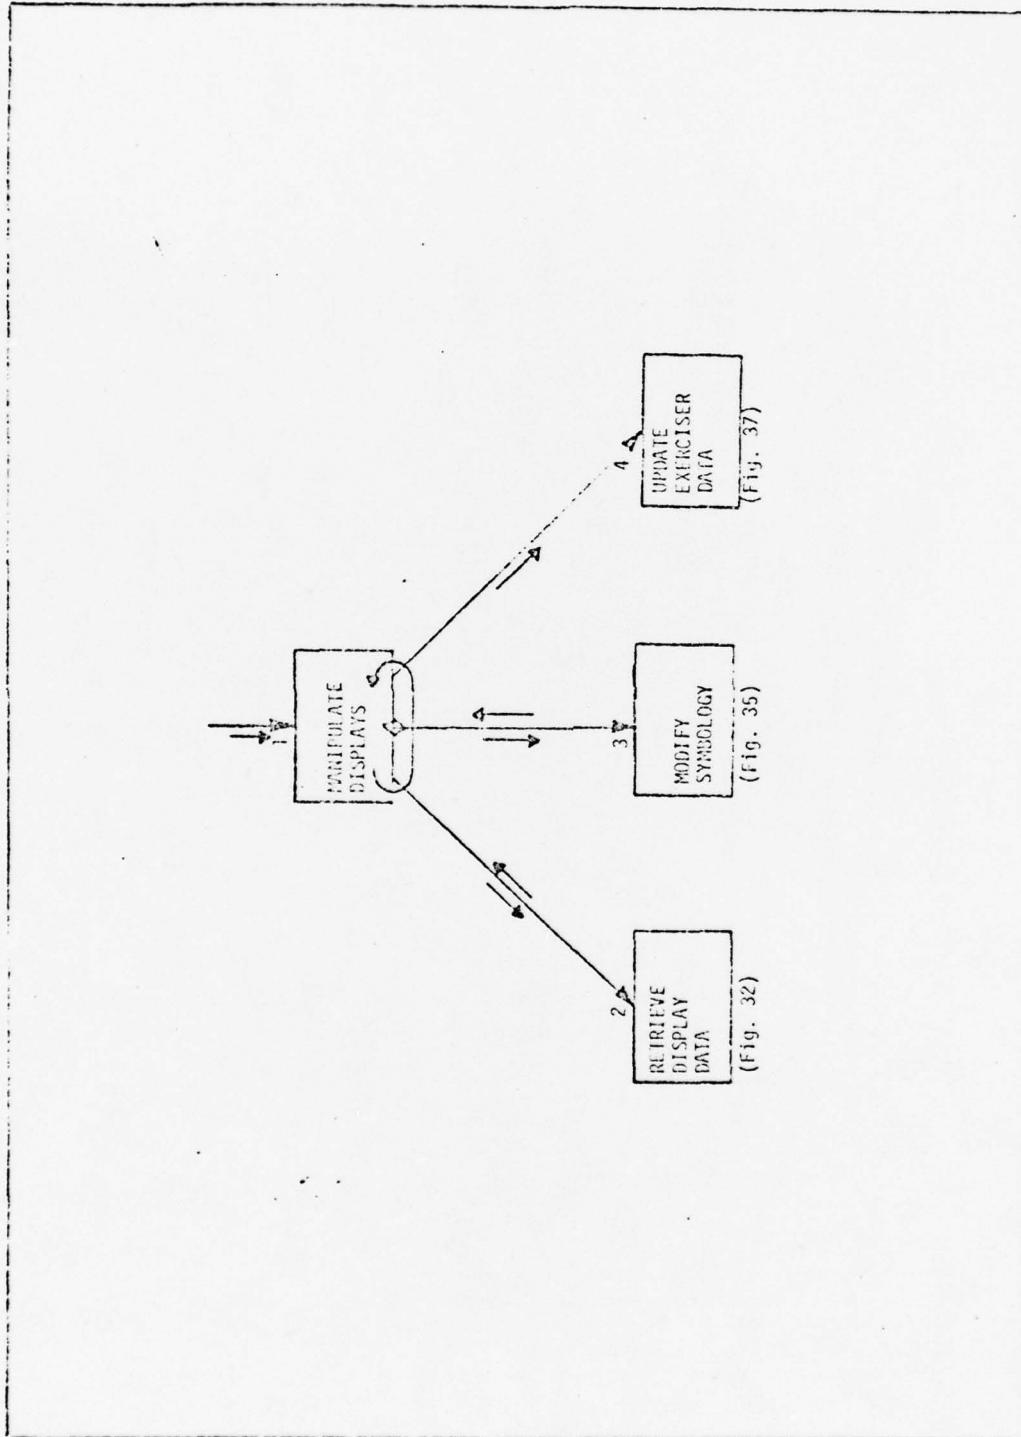 1
MANIPULATE
DISPLAYS
2
RETRIEVE
DISPLAY
DATA
(Fig. 32)
3
MODIFY
SYMBOLOGY
(Fig. 35)
4
UPDATE
EXERCISER
DATA
(Fig. 37)